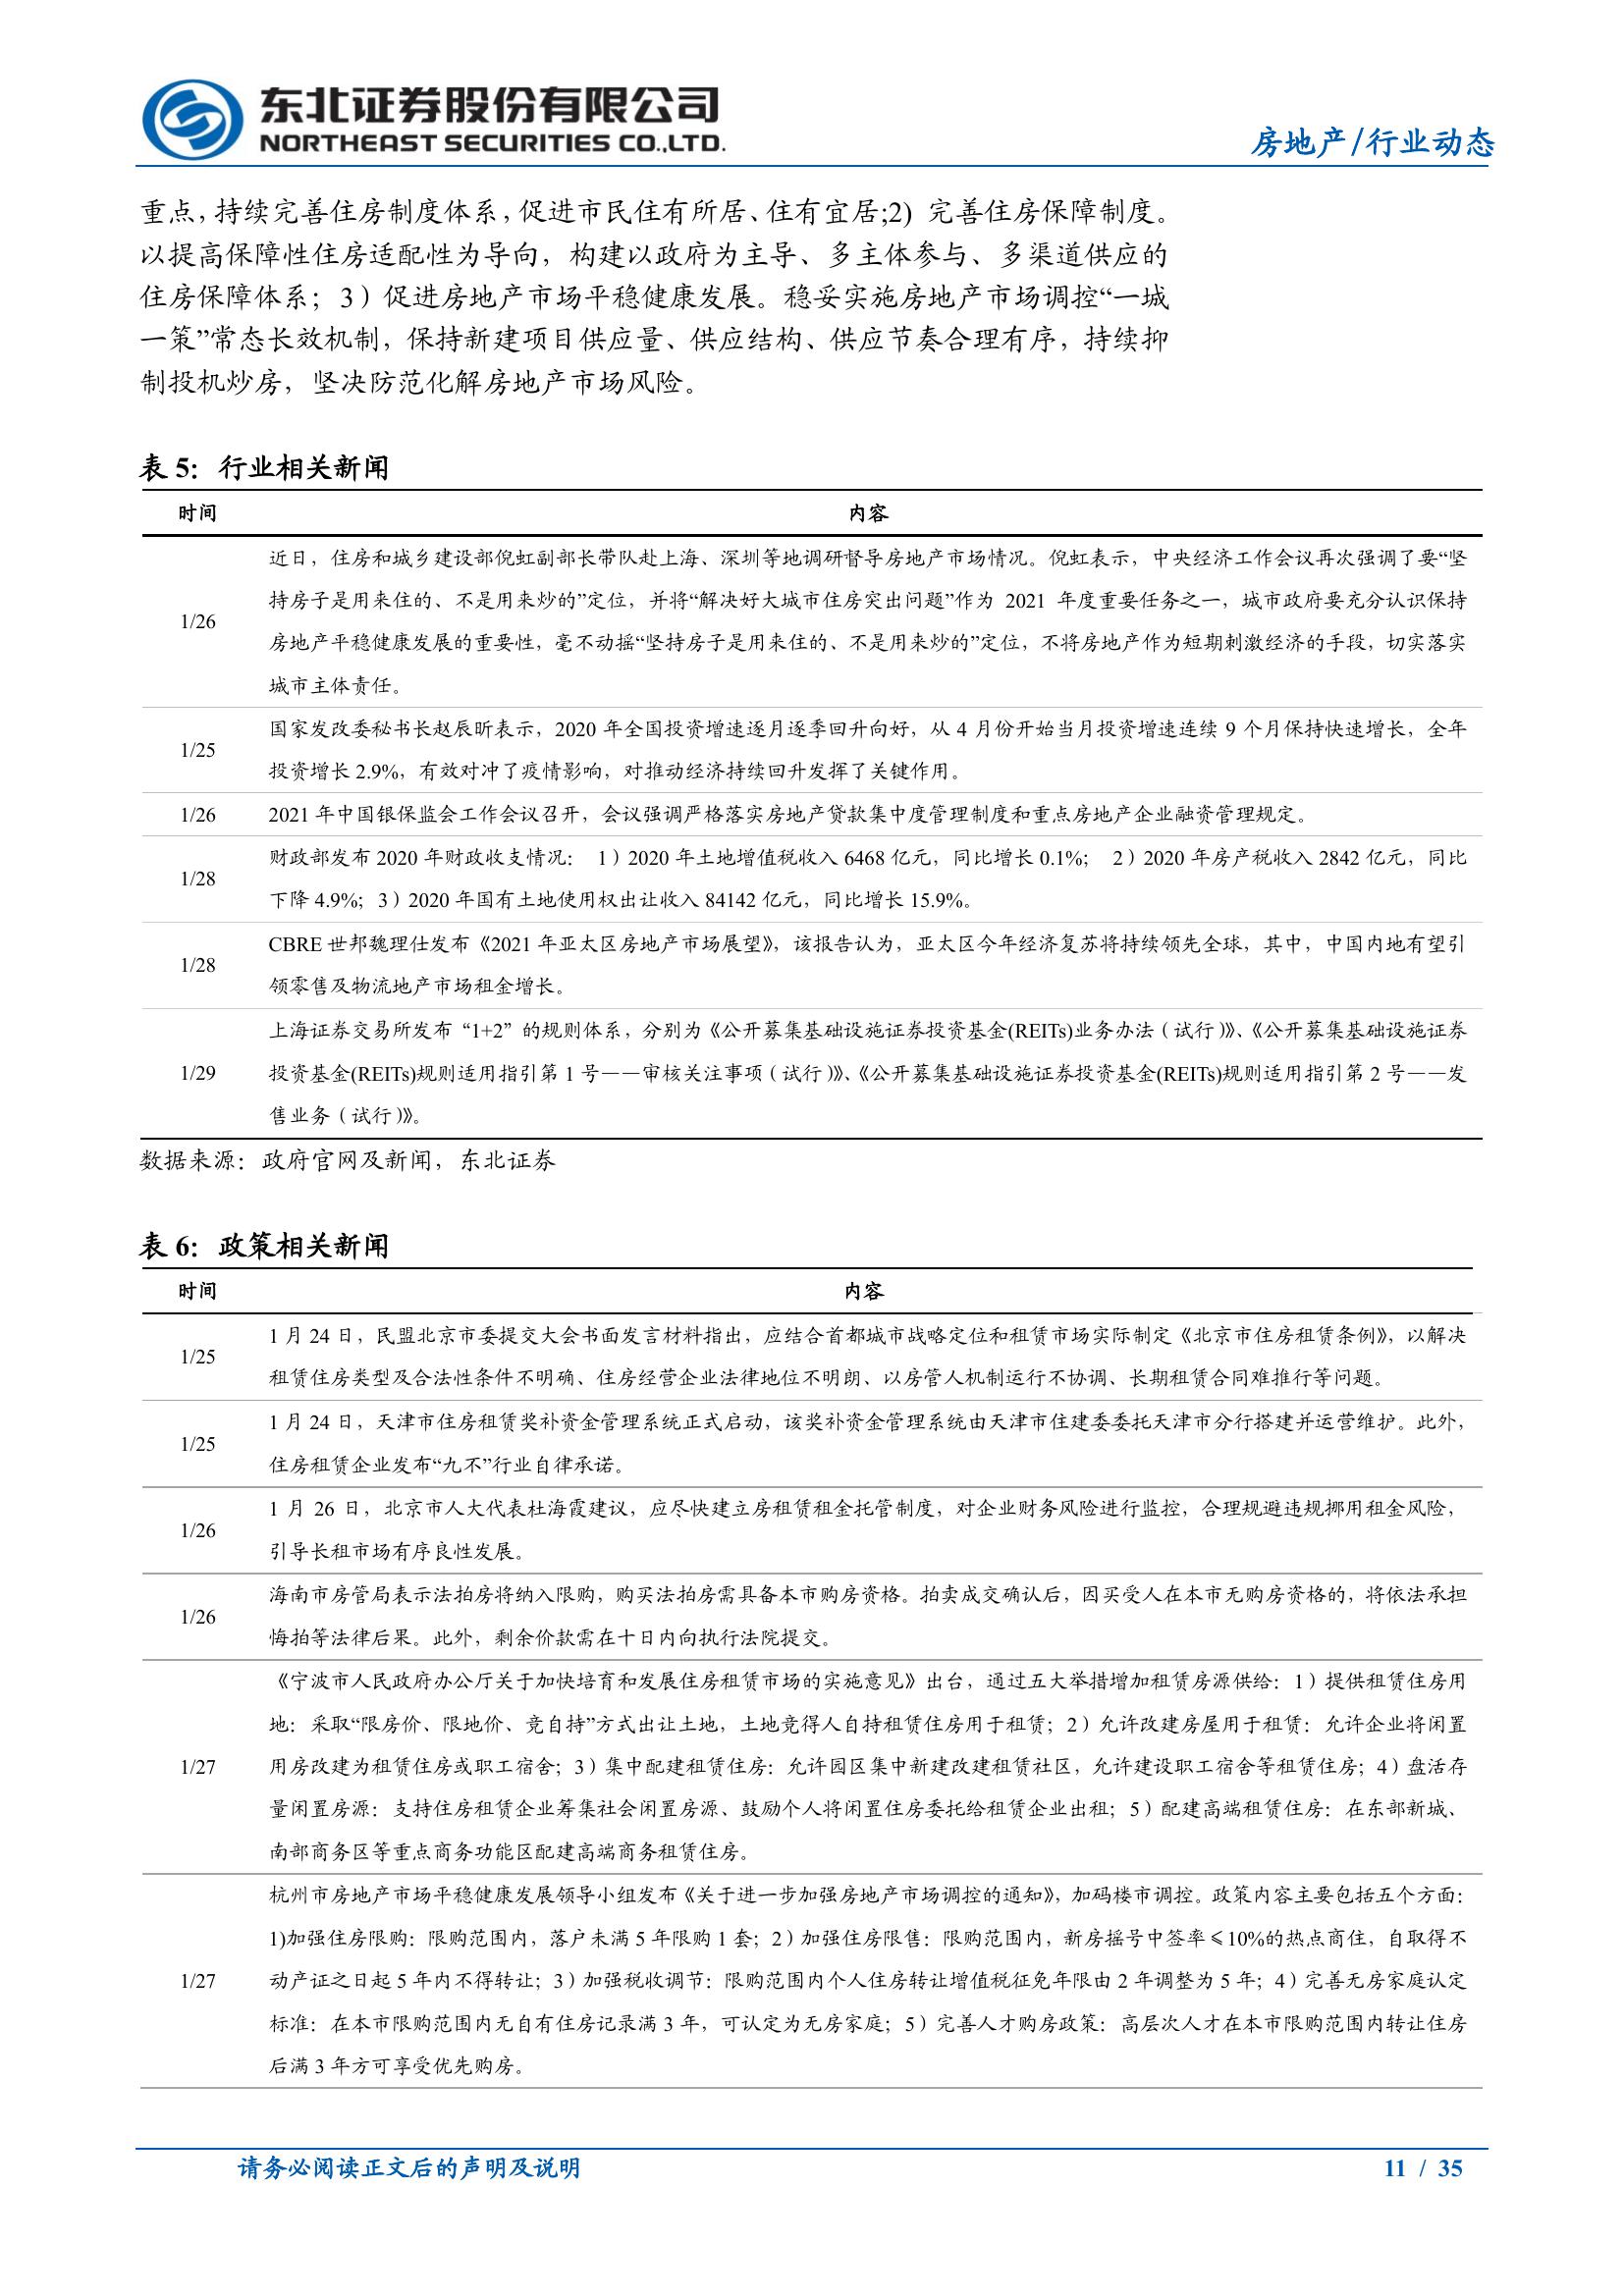 东北证券股份有限公司
NORTHEAST SECURITIES CO.,LTD.
房地产/行业动态
重点，持续完善住房制度体系，促进市民住有所居、住有宜居;2) 完善住房保障制度。
以提高保障性住房适配性为导向，构建以政府为主导、多主体参与、多渠道供应的
住房保障体系；3）促进房地产市场平稳健康发展。稳妥实施房地产市场调控“一城
一策”常态长效机制，保持新建项目供应量、供应结构、供应节奏合理有序，持续抑
制投机炒房，坚决防范化解房地产市场风险。
表 5：行业相关新闻
时间 内容
近日，住房和城乡建设部倪虹副部长带队赴上海、深圳等地调研督导房地产市场情况。倪虹表示，中央经济工作会议再次强调了要“坚
持房子是用来住的、不是用来炒的”定位，并将“解决好大城市住房突出问题”作为 2021 年度重要任务之一，城市政府要充分认识保持
1/26
房地产平稳健康发展的重要性，毫不动摇“坚持房子是用来住的、不是用来炒的”定位，不将房地产作为短期刺激经济的手段，切实落实
城市主体责任。
国家发改委秘书长赵辰昕表示，2020 年全国投资增速逐月逐季回升向好，从 4 月份开始当月投资增速连续 9 个月保持快速增长，全年
1/25
投资增长 2.9%，有效对冲了疫情影响，对推动经济持续回升发挥了关键作用。
1/26 2021 年中国银保监会工作会议召开，会议强调严格落实房地产贷款集中度管理制度和重点房地产企业融资管理规定。
财政部发布 2020 年财政收支情况： 1）2020 年土地增值税收入 6468 亿元，同比增长 0.1%； 2）2020 年房产税收入 2842 亿元，同比
1/28
下降 4.9%；3）2020 年国有土地使用权出让收入 84142 亿元，同比增长 15.9%。
CBRE 世邦魏理仕发布《2021 年亚太区房地产市场展望》，该报告认为，亚太区今年经济复苏将持续领先全球，其中，中国内地有望引
1/28
领零售及物流地产市场租金增长。
上海证券交易所发布“1+2”的规则体系，分别为《公开募集基础设施证券投资基金(REITs)业务办法（试行）》、《公开募集基础设施证券
1/29 投资基金(REITs)规则适用指引第 1 号——审核关注事项（试行）》、《公开募集基础设施证券投资基金(REITs)规则适用指引第 2 号——发
售业务（试行）》。
数据来源：政府官网及新闻，东北证券
表 6：政策相关新闻
时间 内容
1 月 24 日，民盟北京市委提交大会书面发言材料指出，应结合首都城市战略定位和租赁市场实际制定《北京市住房租赁条例》，以解决
1/25
租赁住房类型及合法性条件不明确、住房经营企业法律地位不明朗、以房管人机制运行不协调、长期租赁合同难推行等问题。
1 月 24 日，天津市住房租赁奖补资金管理系统正式启动，该奖补资金管理系统由天津市住建委委托天津市分行搭建并运营维护。此外，
1/25
住房租赁企业发布“九不”行业自律承诺。
1 月 26 日，北京市人大代表杜海霞建议，应尽快建立房租赁租金托管制度，对企业财务风险进行监控，合理规避违规挪用租金风险，
1/26
引导长租市场有序良性发展。
海南市房管局表示法拍房将纳入限购，购买法拍房需具备本市购房资格。拍卖成交确认后，因买受人在本市无购房资格的，将依法承担
1/26
悔拍等法律后果。此外，剩余价款需在十日内向执行法院提交。
《宁波市人民政府办公厅关于加快培育和发展住房租赁市场的实施意见》出台，通过五大举措增加租赁房源供给：1）提供租赁住房用
地：采取“限房价、限地价、竞自持”方式出让土地，土地竞得人自持租赁住房用于租赁；2）允许改建房屋用于租赁：允许企业将闲置
1/27 用房改建为租赁住房或职工宿舍；3）集中配建租赁住房：允许园区集中新建改建租赁社区，允许建设职工宿舍等租赁住房；4）盘活存
量闲置房源：支持住房租赁企业筹集社会闲置房源、鼓励个人将闲置住房委托给租赁企业出租；5）配建高端租赁住房：在东部新城、
南部商务区等重点商务功能区配建高端商务租赁住房。
杭州市房地产市场平稳健康发展领导小组发布《关于进一步加强房地产市场调控的通知》，加码楼市调控。政策内容主要包括五个方面：
1)加强住房限购：限购范围内，落户未满 5 年限购 1 套；2）加强住房限售：限购范围内，新房摇号中签率≤10%的热点商住，自取得不
1/27 动产证之日起 5 年内不得转让；3）加强税收调节：限购范围内个人住房转让增值税征免年限由 2 年调整为 5 年；4）完善无房家庭认定
标准：在本市限购范围内无自有住房记录满 3 年，可认定为无房家庭；5）完善人才购房政策：高层次人才在本市限购范围内转让住房
后满 3 年方可享受优先购房。
请务必阅读正文后的声明及说明
11 / 35